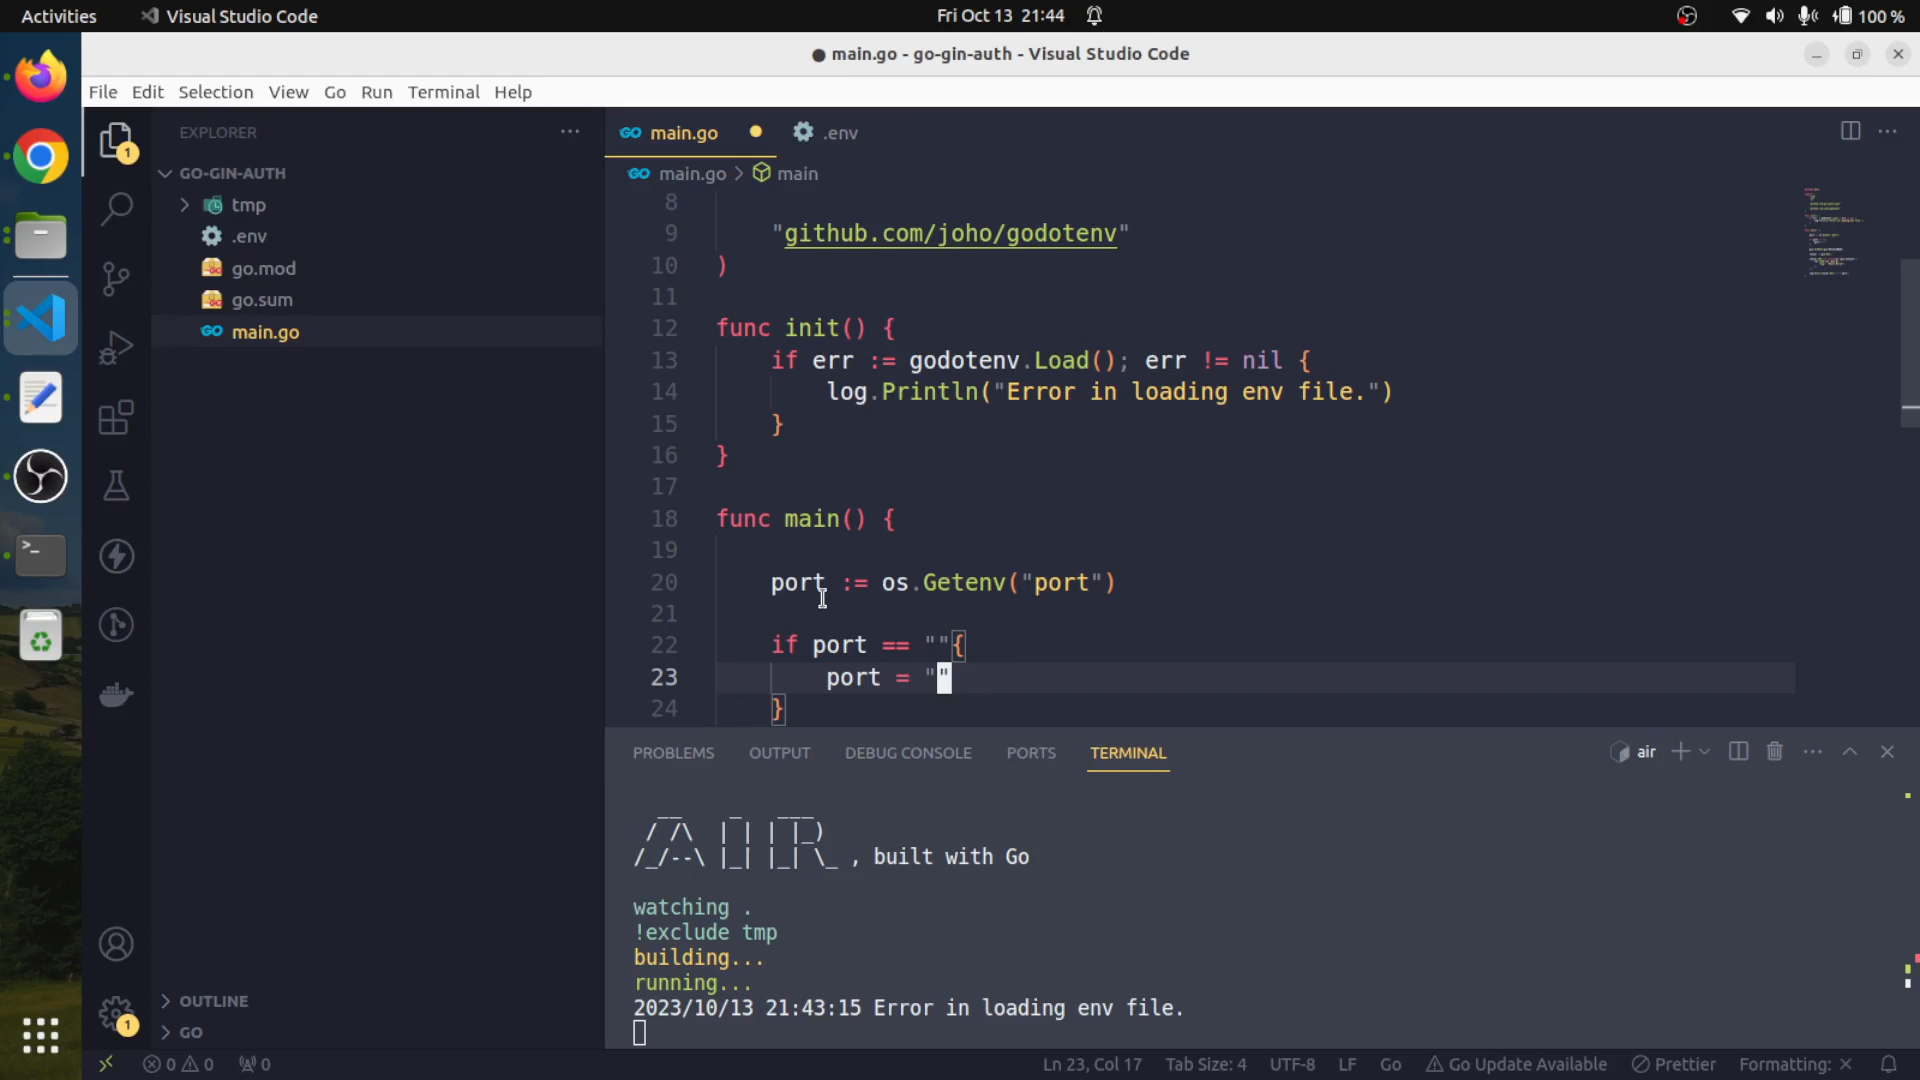 Activities
Visual Studio Code
Fri Oct 13 21:44
100 %
● main.go - go-gin-auth - Visual Studio Code
File Edit Selection View Go Run Terminal Help
EXPLORER
GO-GIN-AUTH
tmp
.env
go.mod
go.sum
main.go
OUTLINE
GO
1
1
main.go
.env
main.go > main
8
9 "github.com/joho/godotenv"
10 )
11
12 func init() {
13 if err := godotenv.Load(); err != nil {
14 log.Println("Error in loading env file.")
15 }
16 }
17
18 func main() {
19
20 port := os.Getenv("port")
21
22 if port == ""{
23 port = ""
24 }
PROBLEMS OUTPUT DEBUG CONSOLE PORTS TERMINAL
air
, built with Go
watching .
!exclude tmp
building...
running...
2023/10/13 21:43:15 Error in loading env file.
0 0 0
Ln 23, Col 17 Tab Size: 4 UTF-8 LF Go Go Update Available Prettier Formatting: ×